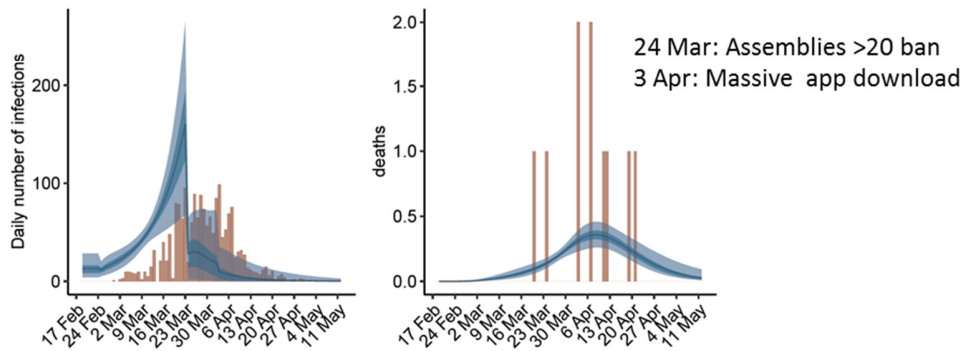 24 Mar: Assemblies >20 ban
3 Apr: Massive app download
Daily number of infections
200
100
0
17 Feb
24 Feb
2 Mar
9 Mar
16 Mar
23 Mar
30 Mar
6 Apr
13 Apr
20 Apr
27 Apr
4 May
11 May
deaths
2.0
1.5
1.0
0.5
0.0
17 Feb
24 Feb
2 Mar
9 Mar
16 Mar
23 Mar
30 Mar
6 Apr
13 Apr
20 Apr
27 Apr
4 May
11 May